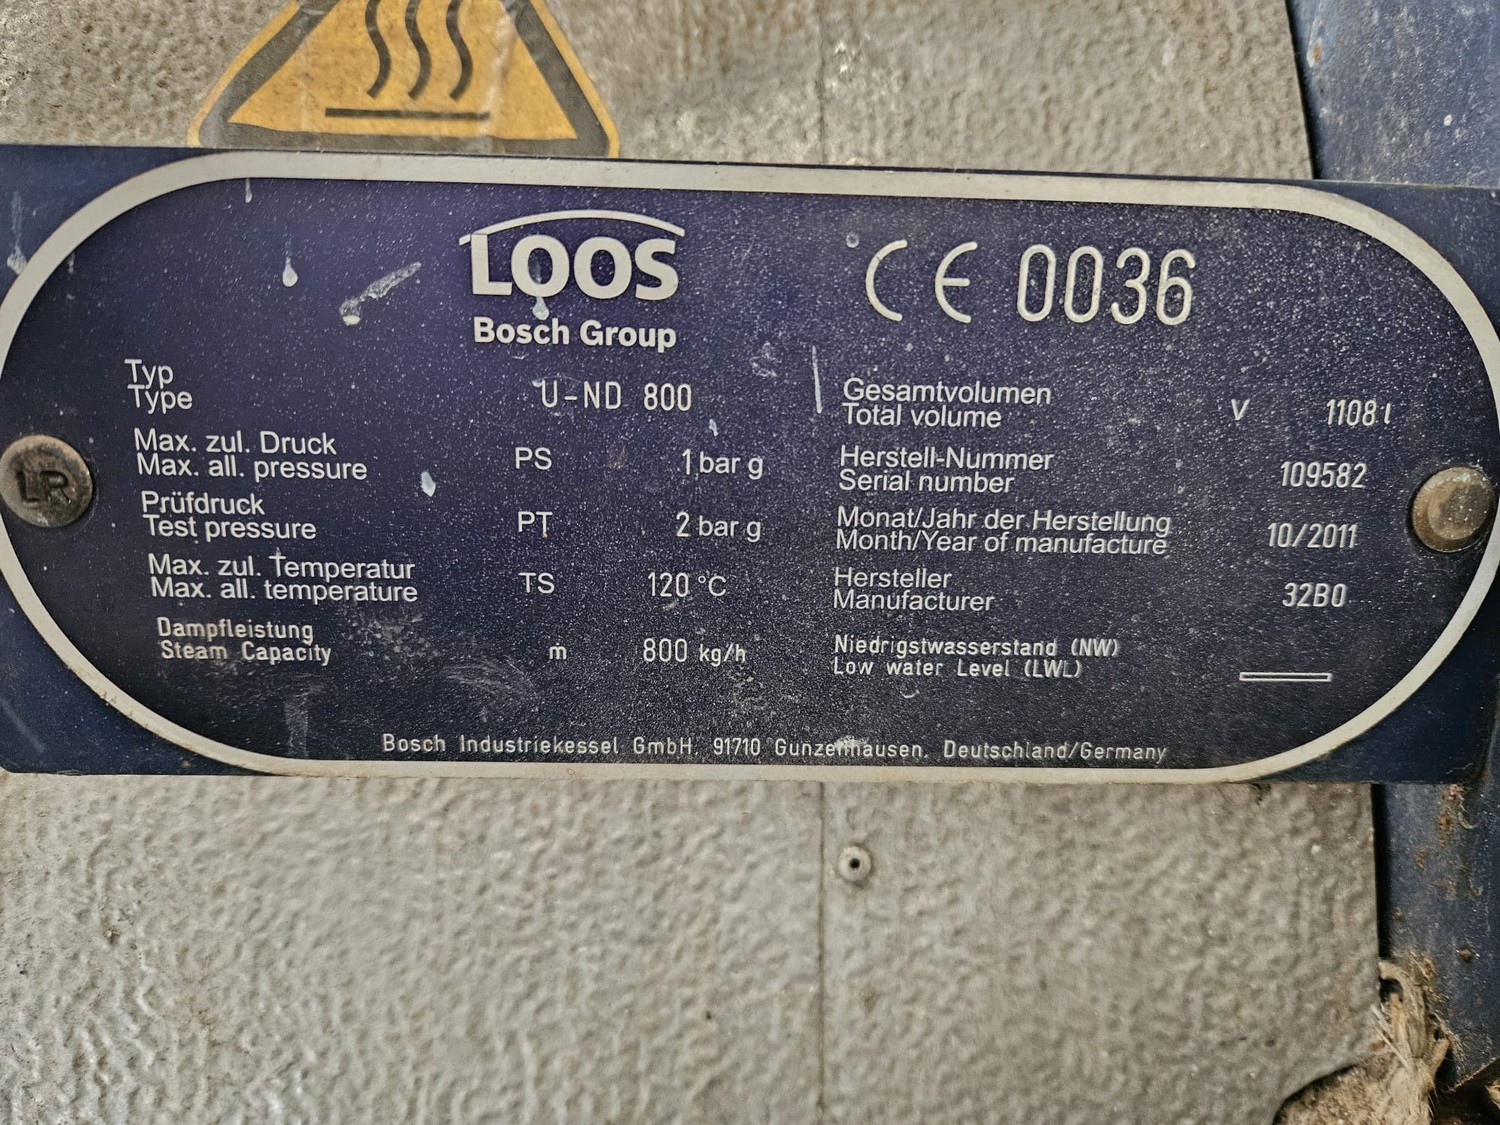 LOOS
Bosch Group
CE 0036
Typ
Type
U-ND 800
Max. zul. Druck
Max. all. pressure
PS 1 bar g
Prüfdruck
Test pressure
PT 2 bar g
Max. zul. Temperatur
Max. all. temperature
TS 120 °C
Dampfleistung
Steam Capacity
ṁ 800 kg/h
Gesamtvolumen
Total volume
V 1108 l
Herstell-Nummer
Serial number
109582
Monat/Jahr der Herstellung
Month/Year of manufacture
10/2011
Hersteller
Manufacturer
32B0
Niedrigstwasserstand (NW)
Low water Level (LWL)
Bosch Industriekessel GmbH, 91710 Gunzenhausen, Deutschland/Germany
LR